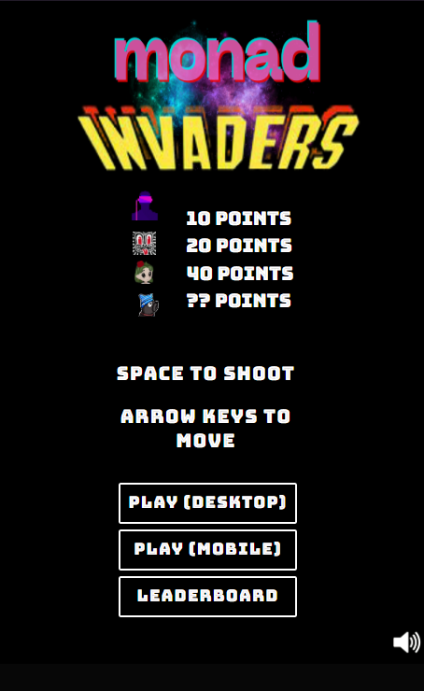 monad
INVADERS
10 POINTS
20 POINTS
40 POINTS
?? POINTS
SPACE TO SHOOT
ARROW KEYS TO
MOVE
PLAY (DESKTOP)
PLAY (MOBILE)
LEADERBOARD